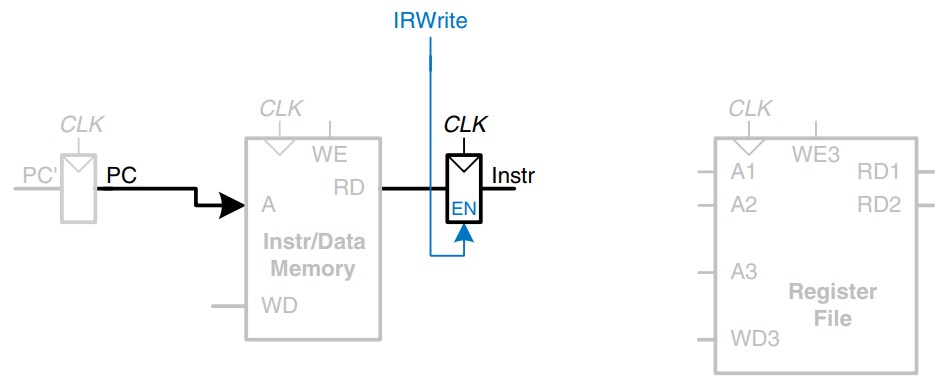 IRWrite
CLK
CLK
CLK
CLK
PC'
PC
WE
RD
A
Instr/Data
Memory
WD
EN
Instr
WE3
A1
RD1
A2
RD2
A3
Register
File
WD3